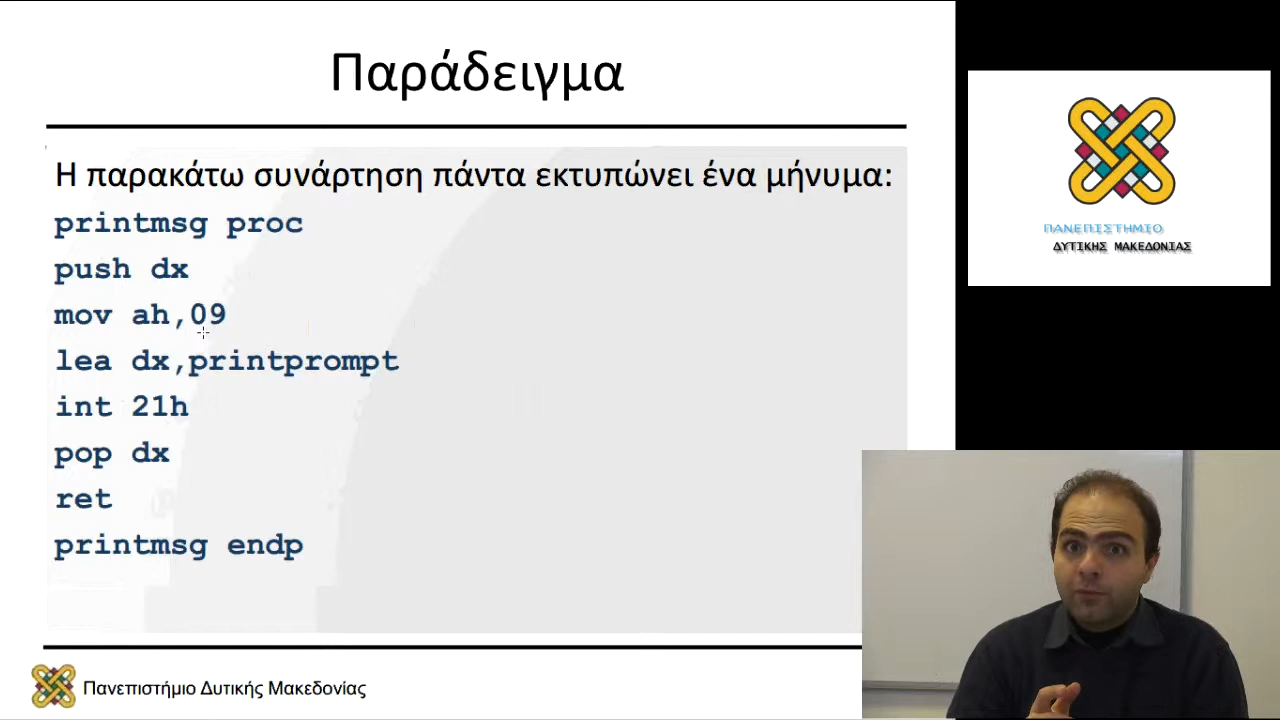 Παράδειγμα
Η παρακάτω συνάρτηση πάντα εκτυπώνει ένα μήνυμα:
printmsg proc
push dx
mov ah,09
lea dx,printprompt
int 21h
pop dx
ret
printmsg endp
Πανεπιστήμιο Δυτικής Μακεδονίας
ΠΑΝΕΠΙΣΤΗΜΙΟ
ΔΥΤΙΚΗΣ ΜΑΚΕΔΟΝΙΑΣ